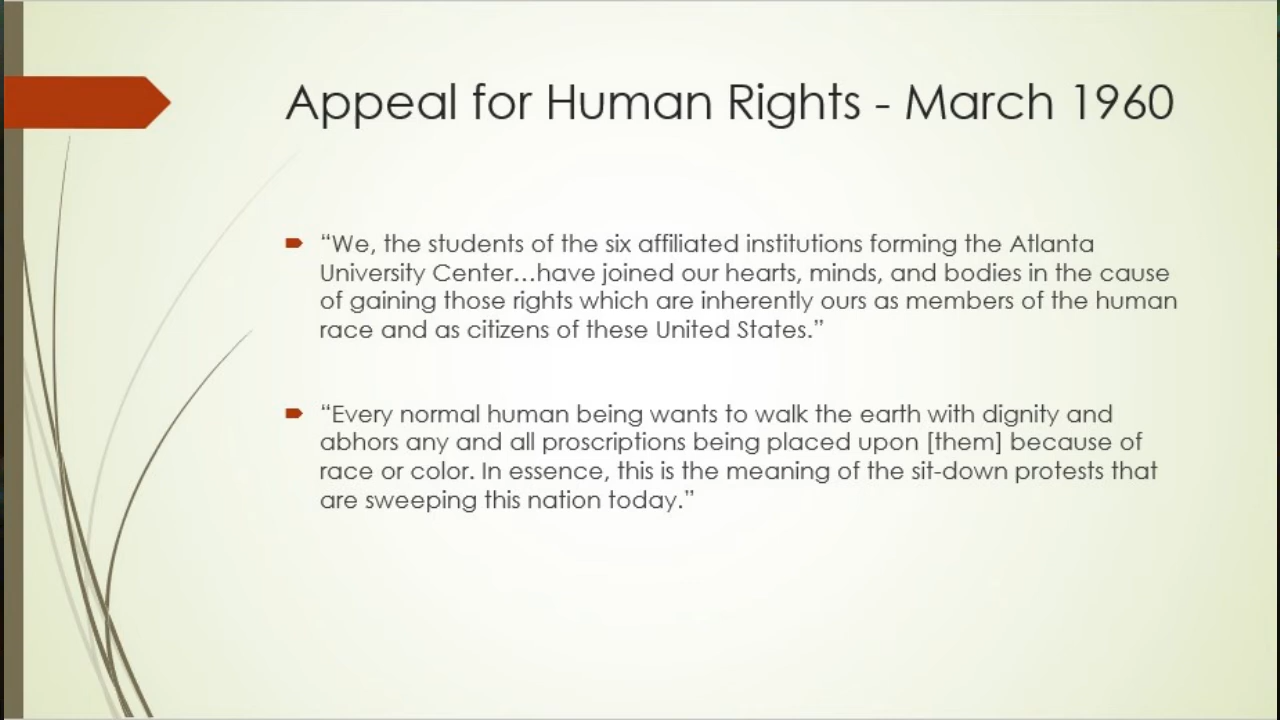 Appeal for Human Rights - March 1960
“We, the students of the six affiliated institutions forming the Atlanta
University Center…have joined our hearts, minds, and bodies in the cause
of gaining those rights which are inherently ours as members of the human
race and as citizens of these United States.”
“Every normal human being wants to walk the earth with dignity and
abhors any and all proscriptions being placed upon [them] because of
race or color. In essence, this is the meaning of the sit-down protests that
are sweeping this nation today.”